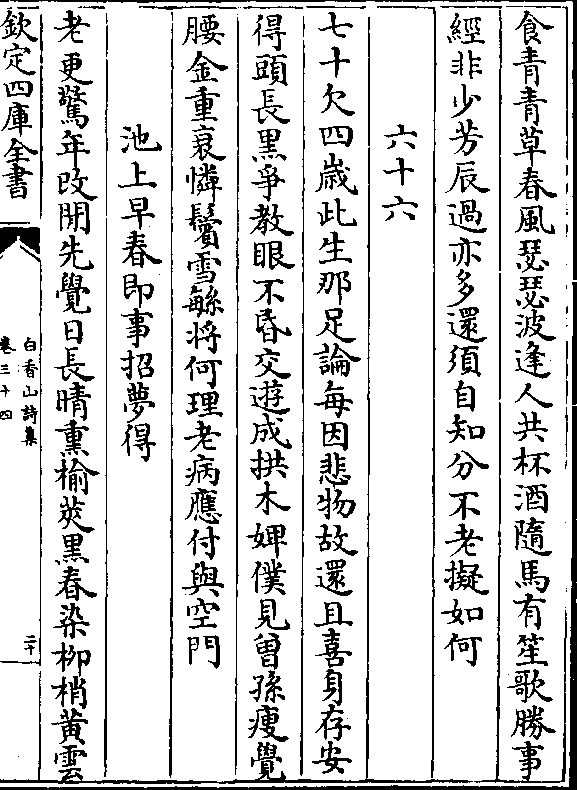 食青青草春風瑟瑟波逢人共杯酒隨馬有笙歌勝事
經非少芳辰過亦多還須自知分不老擬如何
六十六
七十欠四歲此生那足論每因悲物故還且喜身存安
得頭長黑爭教眼不昏交遊成拱木婢僕見曾孫瘦覺
腰金重衰憐鬢雪繁將何理老病應付與空門
池上早春即事招夢得
老更驚年改閒先覺日長晴熏榆莢黑春染柳梢黃雲
欽定四庫全書
白香山詩集
卷三十四
二十